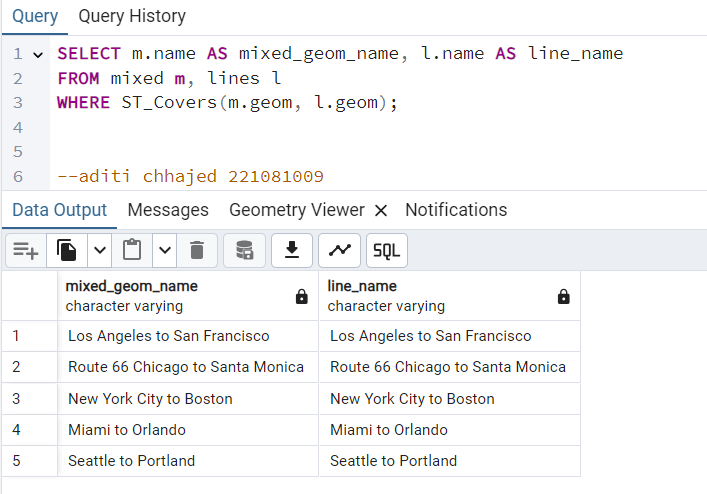 Query Query History
1 SELECT m.name AS mixed_geom_name, l.name AS line_name
2 FROM mixed m, lines l
3 WHERE ST_Covers(m.geom, l.geom);
4
5
6 --aditi chhajed 221081009
Data Output Messages Geometry Viewer Notifications
SQL
mixed_geom_name line_name
character varying character varying
1 Los Angeles to San Francisco Los Angeles to San Francisco
2 Route 66 Chicago to Santa Monica Route 66 Chicago to Santa Monica
3 New York City to Boston New York City to Boston
4 Miami to Orlando Miami to Orlando
5 Seattle to Portland Seattle to Portland